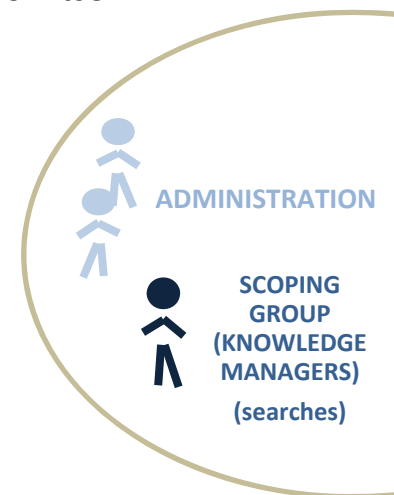 ADMINISTRATION
SCOPING
GROUP
(KNOWLEDGE
MANAGERS)
(searches)